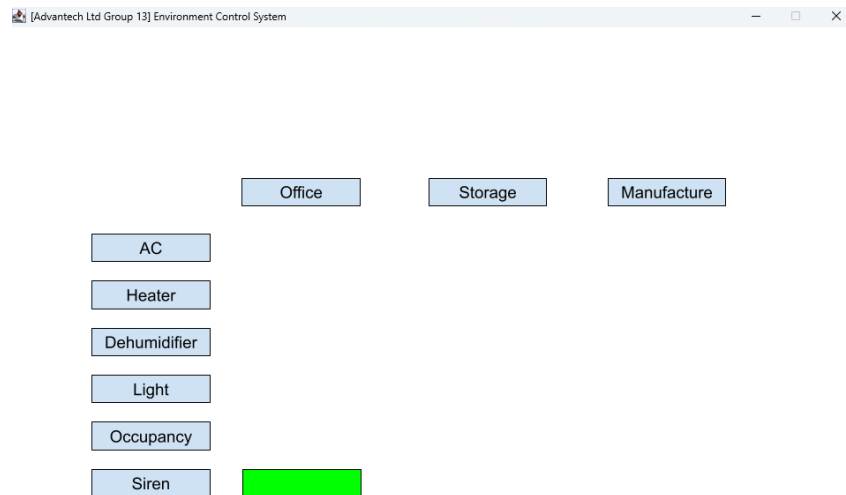 [Advantech Ltd Group 13] Environment Control System
Office Storage Manufacture
AC
Heater
Dehumidifier
Light
Occupancy
Siren